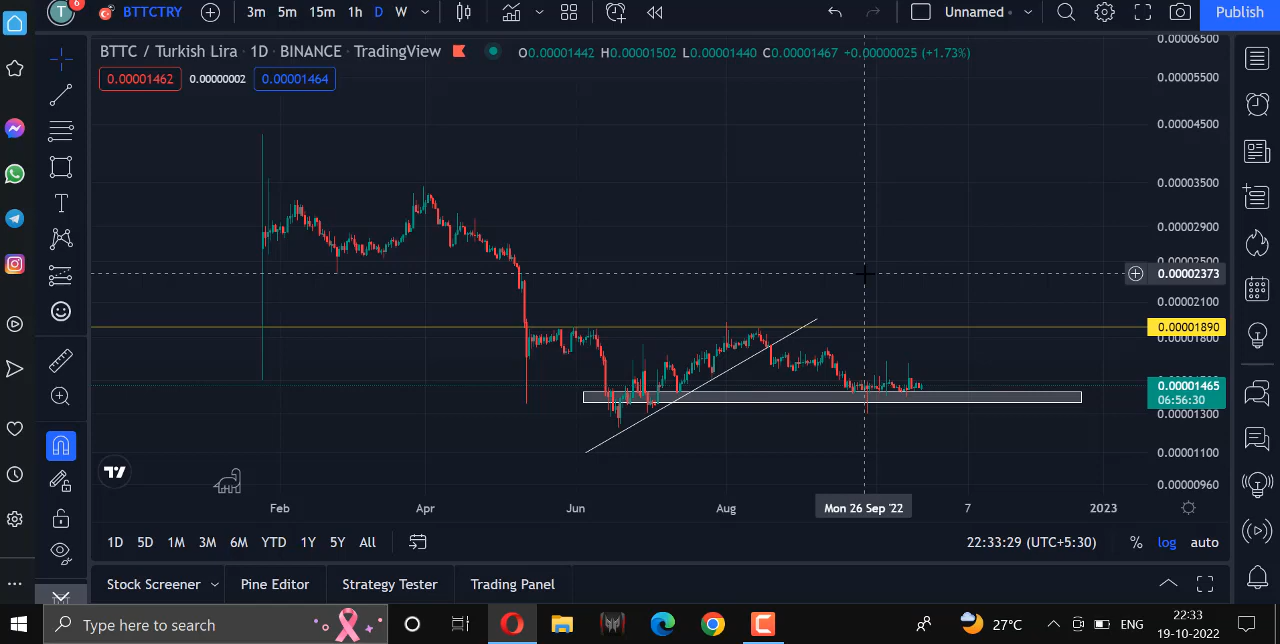 T 6 BTTCTRY 3m 5m 15m 1h D W Unnamed Publish
BTTC / Turkish Lira · 1D · BINANCE · TradingView O0.00001442 H0.00001502 L0.00001440 C0.00001467 +0.00000025 (+1.73%)
0.00001462 0.00000002 0.00001464
0.00006500
0.00005500
0.00004500
0.00003500
0.00002900
0.00002373
0.00002100
0.00001890
0.00001800
0.00001465
06:56:30
0.00001300
0.00001100
0.00000960
Feb Apr Jun Aug Mon 26 Sep '22 7 2023
1D 5D 1M 3M 6M YTD 1Y 5Y All 22:33:29 (UTC+5:30) % log auto
Stock Screener Pine Editor Strategy Tester Trading Panel
Type here to search 27°C ENG 22:33
19-10-2022